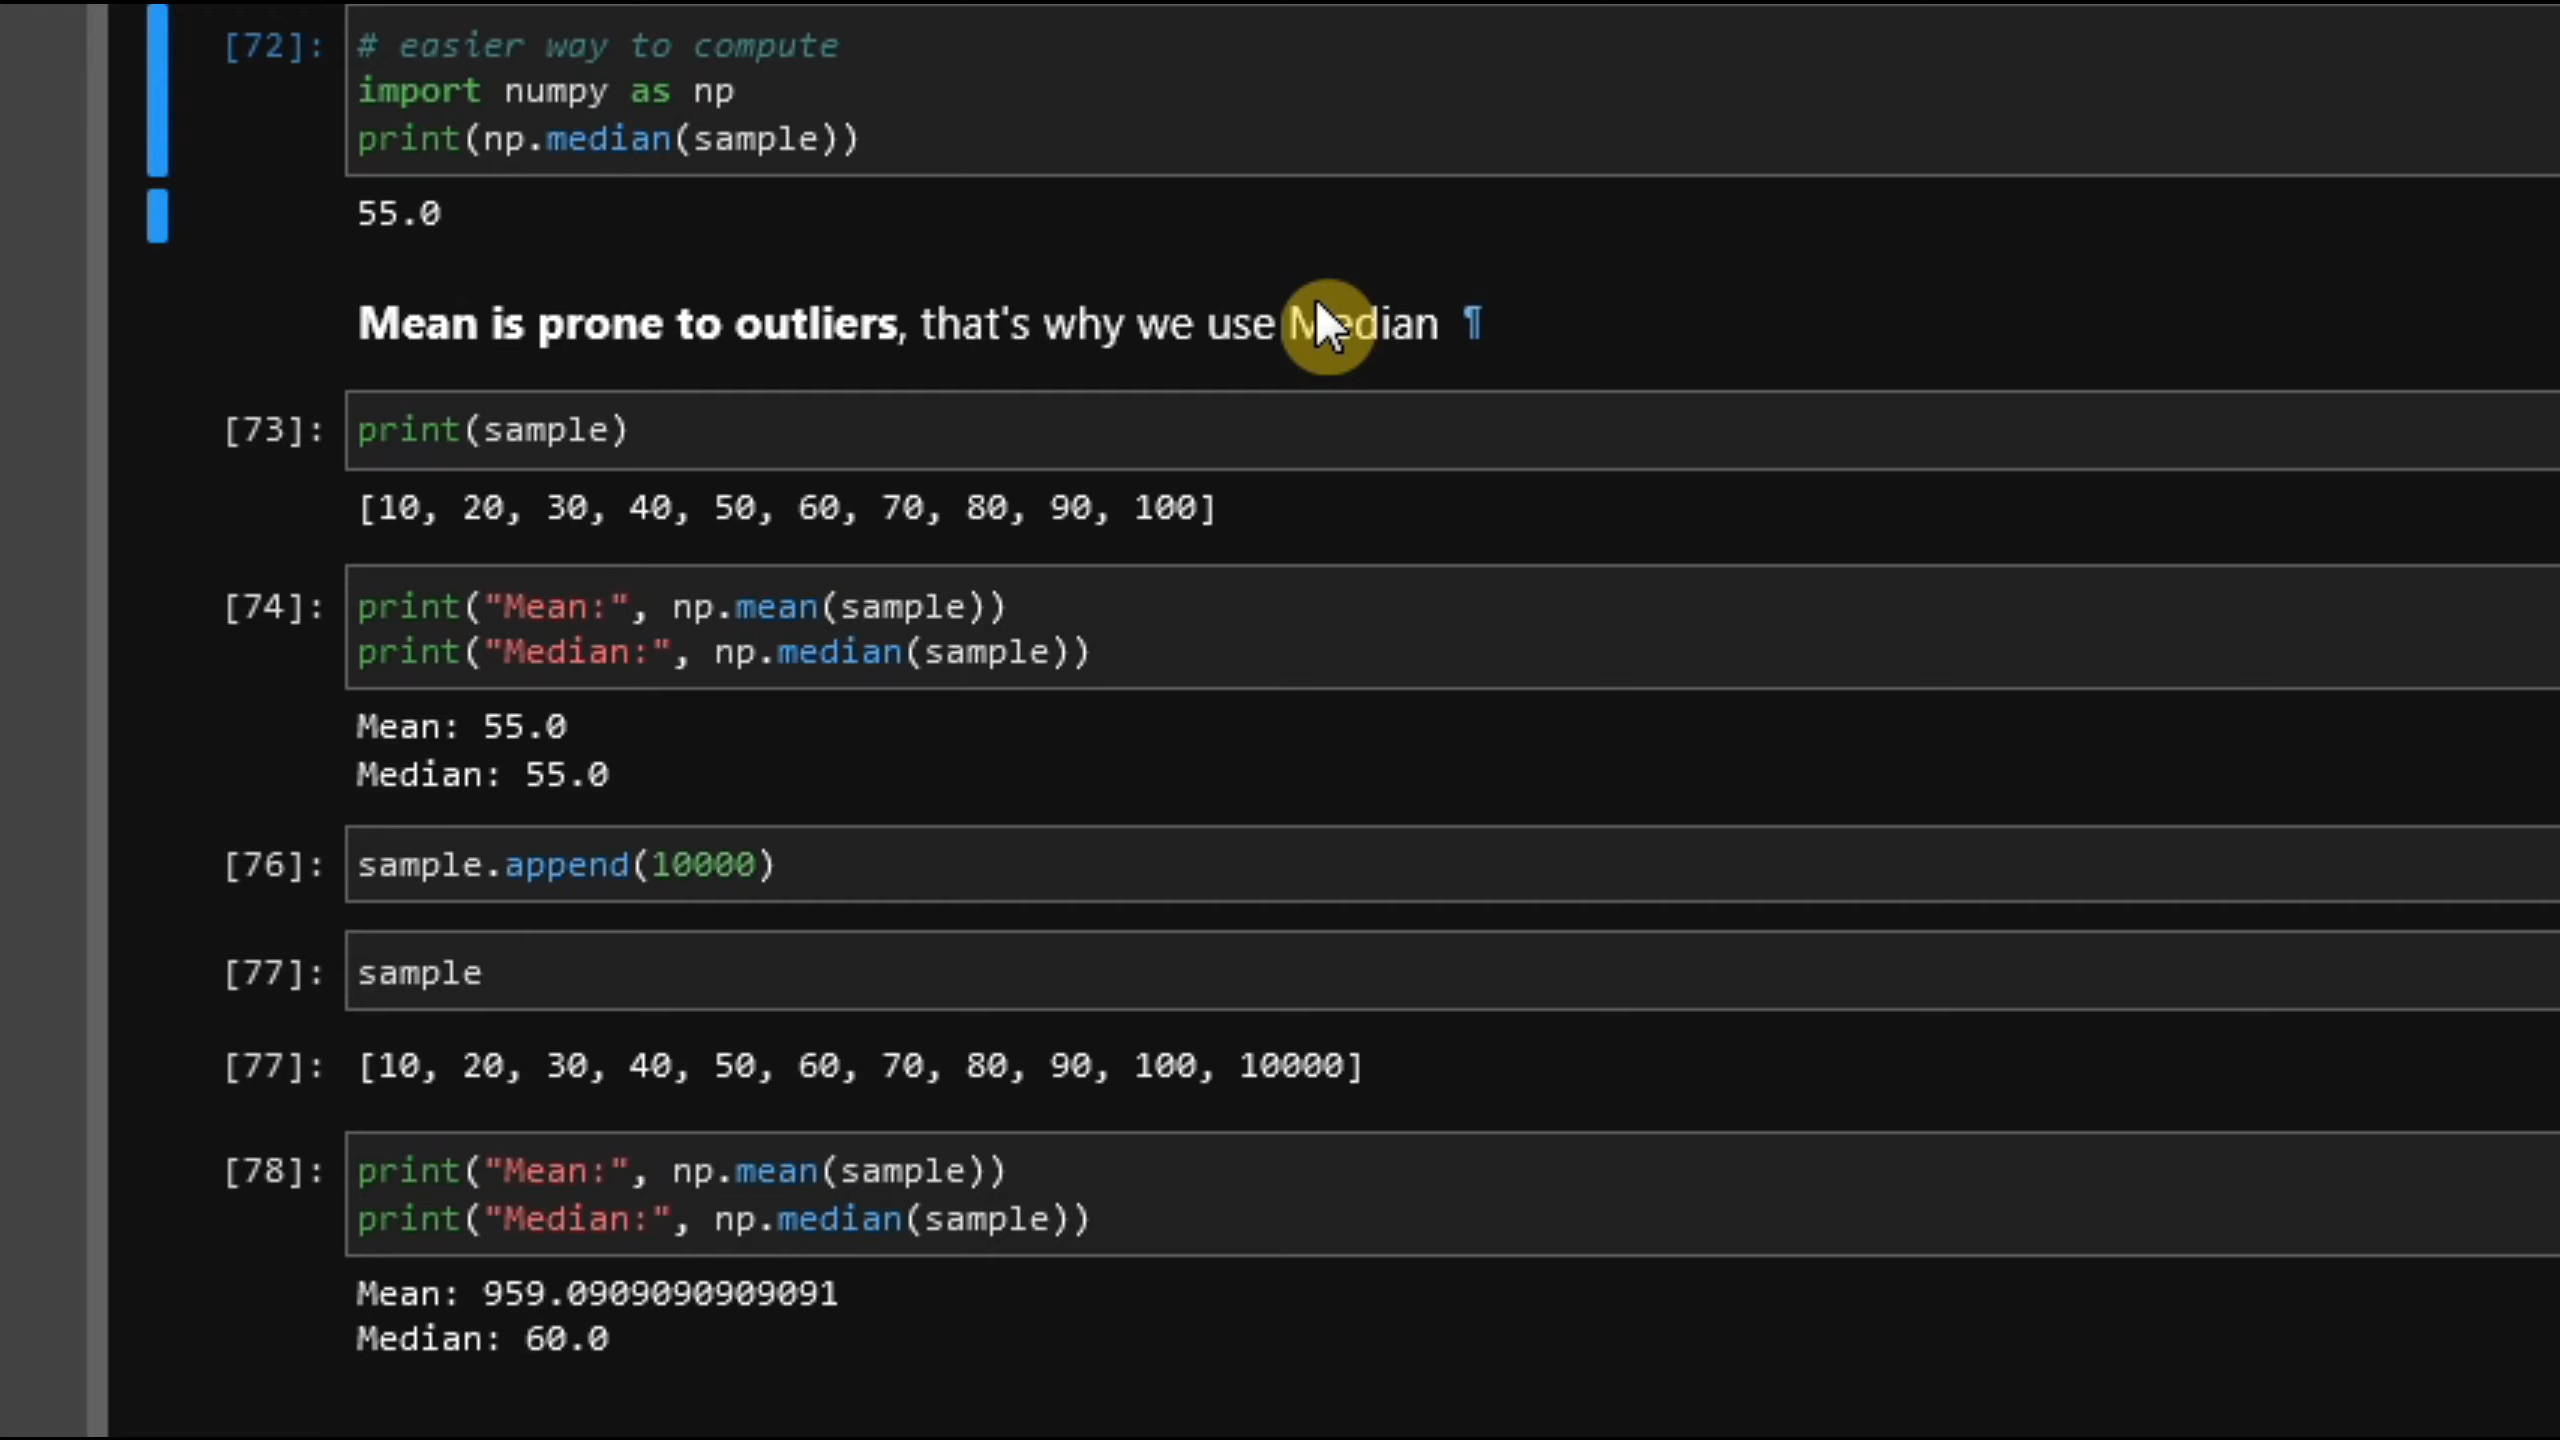 [72]: # easier way to compute
import numpy as np
print(np.median(sample))
55.0
Mean is prone to outliers, that's why we use Median ¶
[73]: print(sample)
[10, 20, 30, 40, 50, 60, 70, 80, 90, 100]
[74]: print("Mean:", np.mean(sample))
print("Median:", np.median(sample))
Mean: 55.0
Median: 55.0
[76]: sample.append(10000)
[77]: sample
[77]: [10, 20, 30, 40, 50, 60, 70, 80, 90, 100, 10000]
[78]: print("Mean:", np.mean(sample))
print("Median:", np.median(sample))
Mean: 959.0909090909091
Median: 60.0